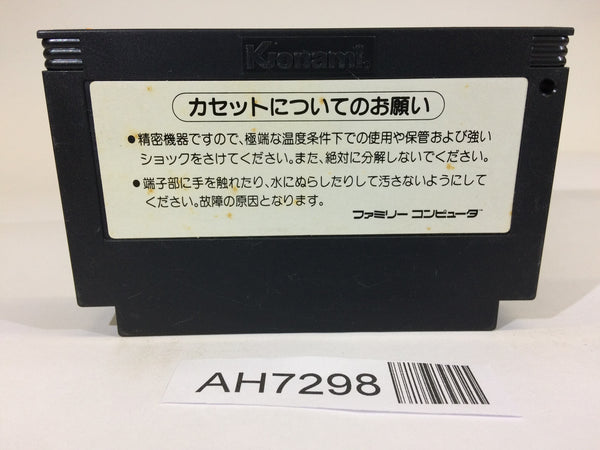 Konami
カセットについてのお願い
●精密機器ですので、極端な温度条件下での使用や保管および強い
ショックをさけてください。また、絶対に分解しないでください。
●端子部に手を触れたり、水にぬらしたりして汚さないようにして
ください。故障の原因となります。
ファミリー コンピュータ
AH7298